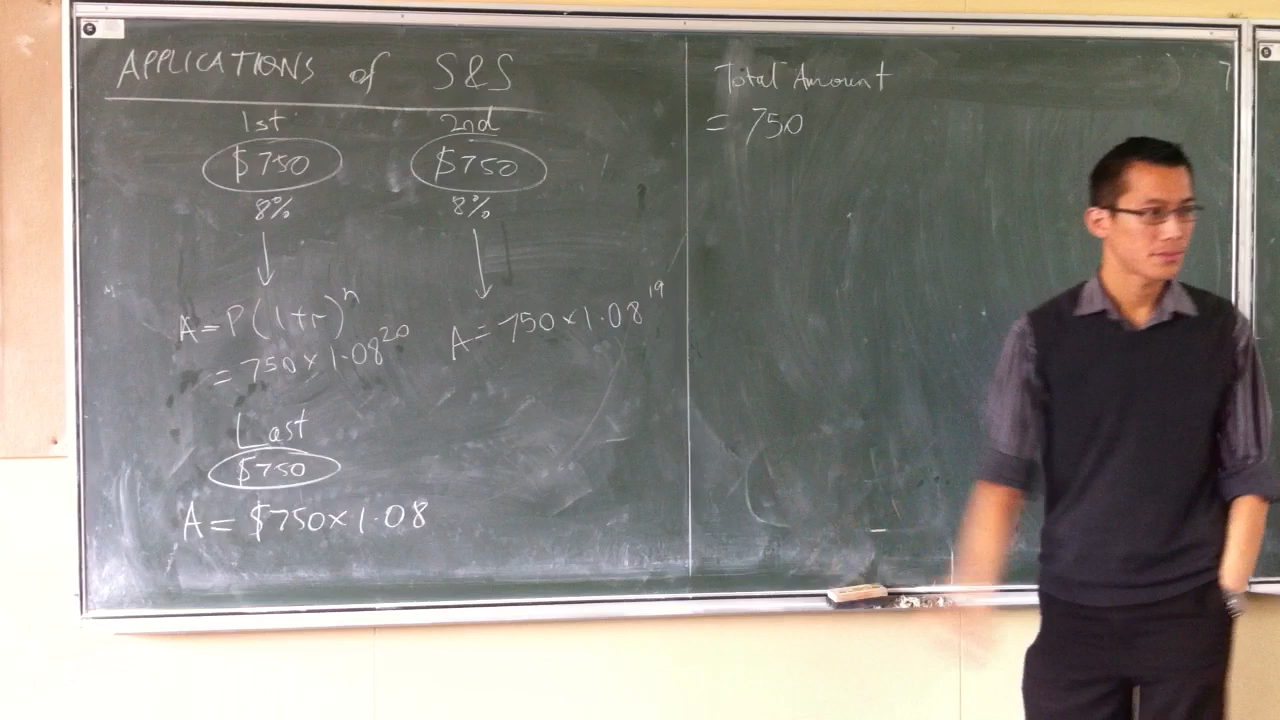 APPLICATIONS of S&S
1st
$750
8%
A = P(1+r)^n
= 750 × 1.08^20
2nd
$750
8%
A = 750 × 1.08^19
Last
$750
A = $750 × 1.08
Total Amount
= 750
7